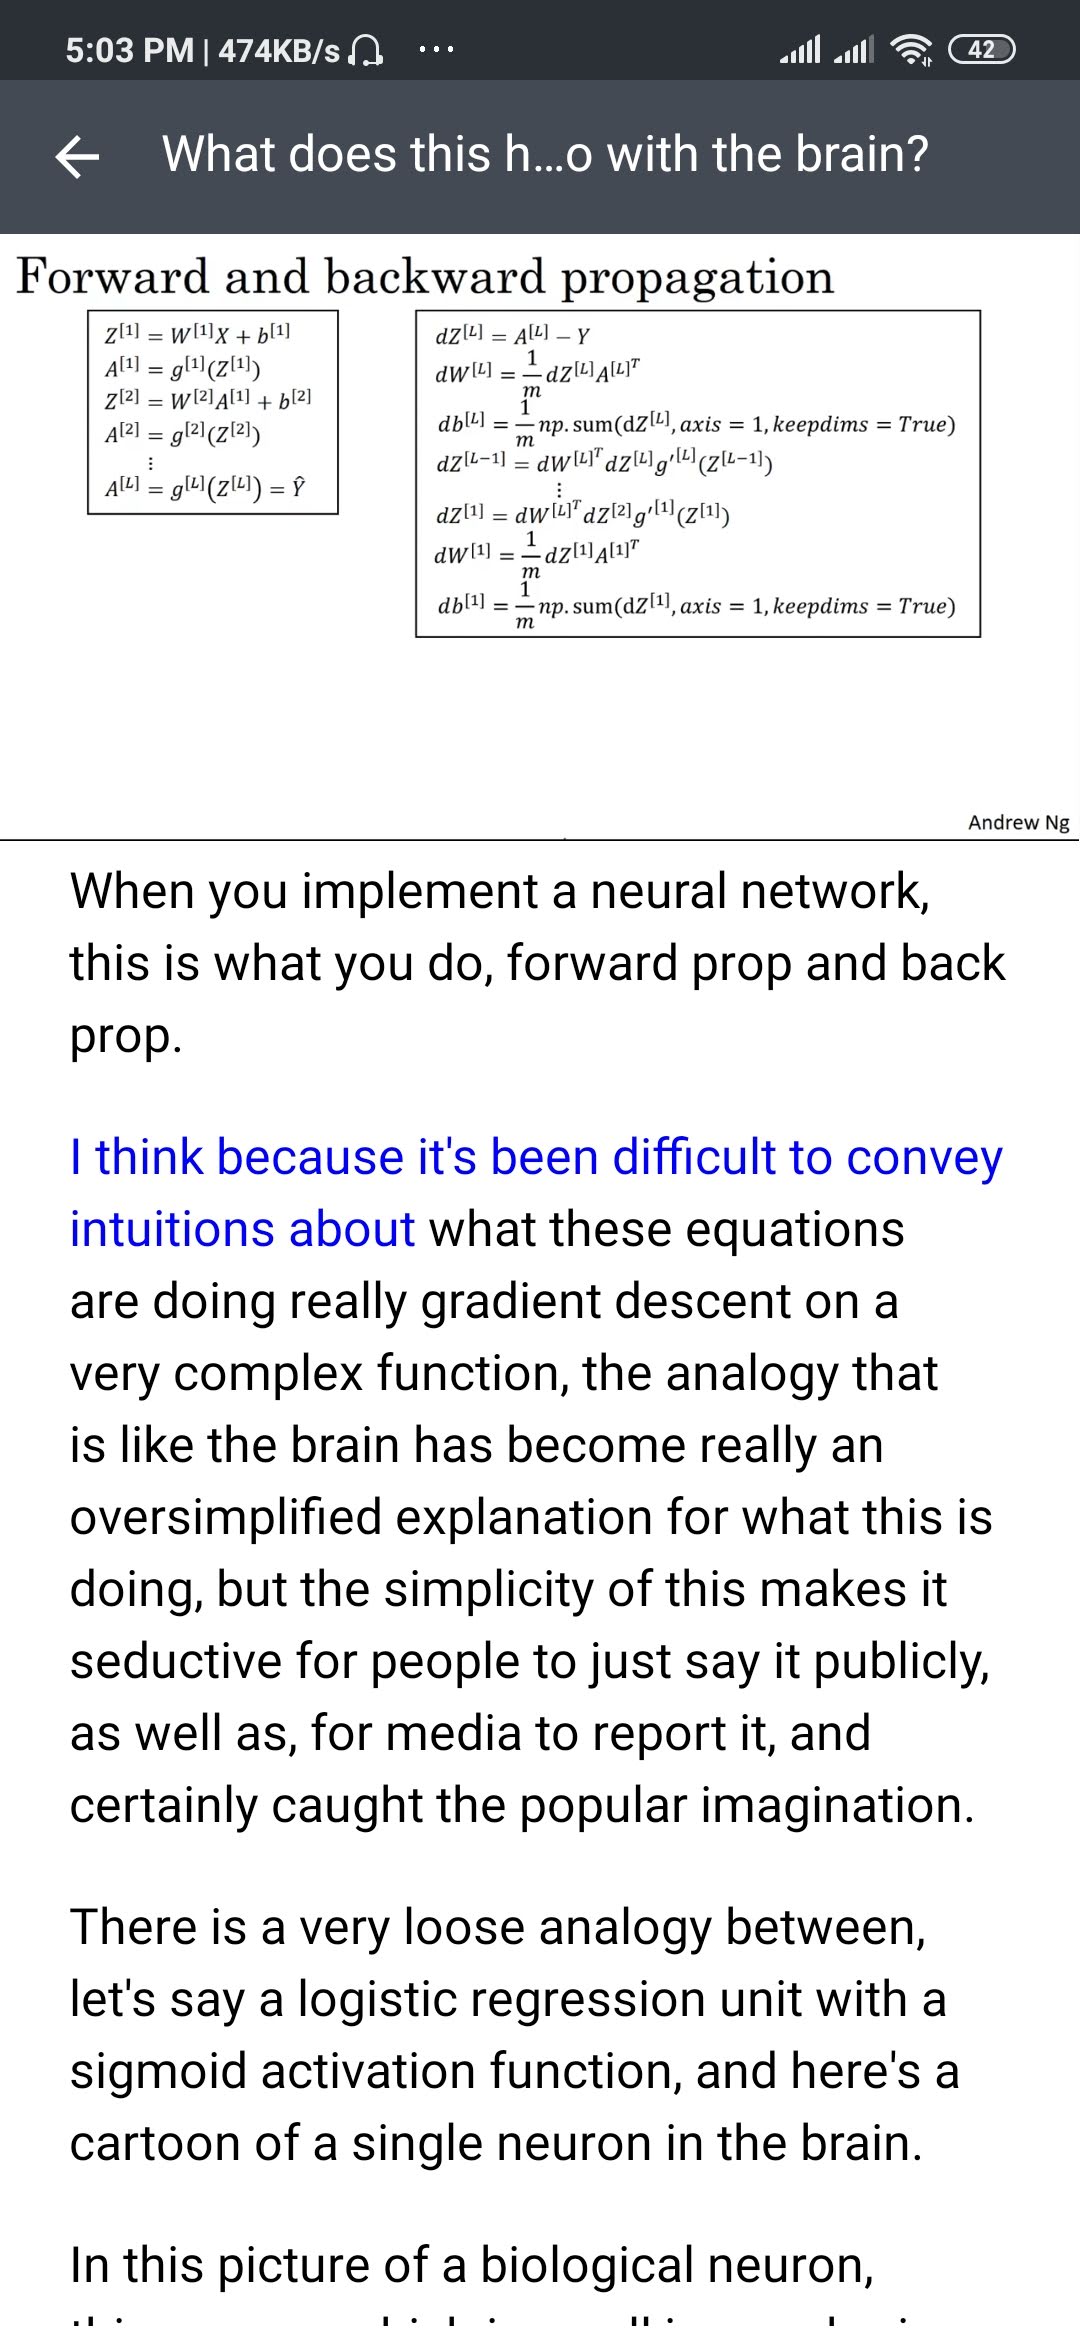 5:03 PM | 474KB/s ...
42
What does this h...o with the brain?
Forward and backward propagation
Z[1] = W[1]X + b[1]
A[1] = g[1](Z[1])
Z[2] = W[2]A[1] + b[2]
A[2] = g[2](Z[2])
⋮
A[L] = g[L](Z[L]) = Ŷ
dZ[L] = A[L] − Y
dW[L] = 1/m dZ[L]A[L]T
db[L] = 1/m np.sum(dZ[L], axis = 1, keepdims = True)
dZ[L−1] = dW[L]T dZ[L]g′[L](Z[L−1])
⋮
dZ[1] = dW[L]T dZ[2]g′[1](Z[1])
dW[1] = 1/m dZ[1]A[1]T
db[1] = 1/m np.sum(dZ[1], axis = 1, keepdims = True)
Andrew Ng
When you implement a neural network,
this is what you do, forward prop and back
prop.
I think because it's been difficult to convey
intuitions about what these equations
are doing really gradient descent on a
very complex function, the analogy that
is like the brain has become really an
oversimplified explanation for what this is
doing, but the simplicity of this makes it
seductive for people to just say it publicly,
as well as, for media to report it, and
certainly caught the popular imagination.
There is a very loose analogy between,
let's say a logistic regression unit with a
sigmoid activation function, and here's a
cartoon of a single neuron in the brain.
In this picture of a biological neuron,